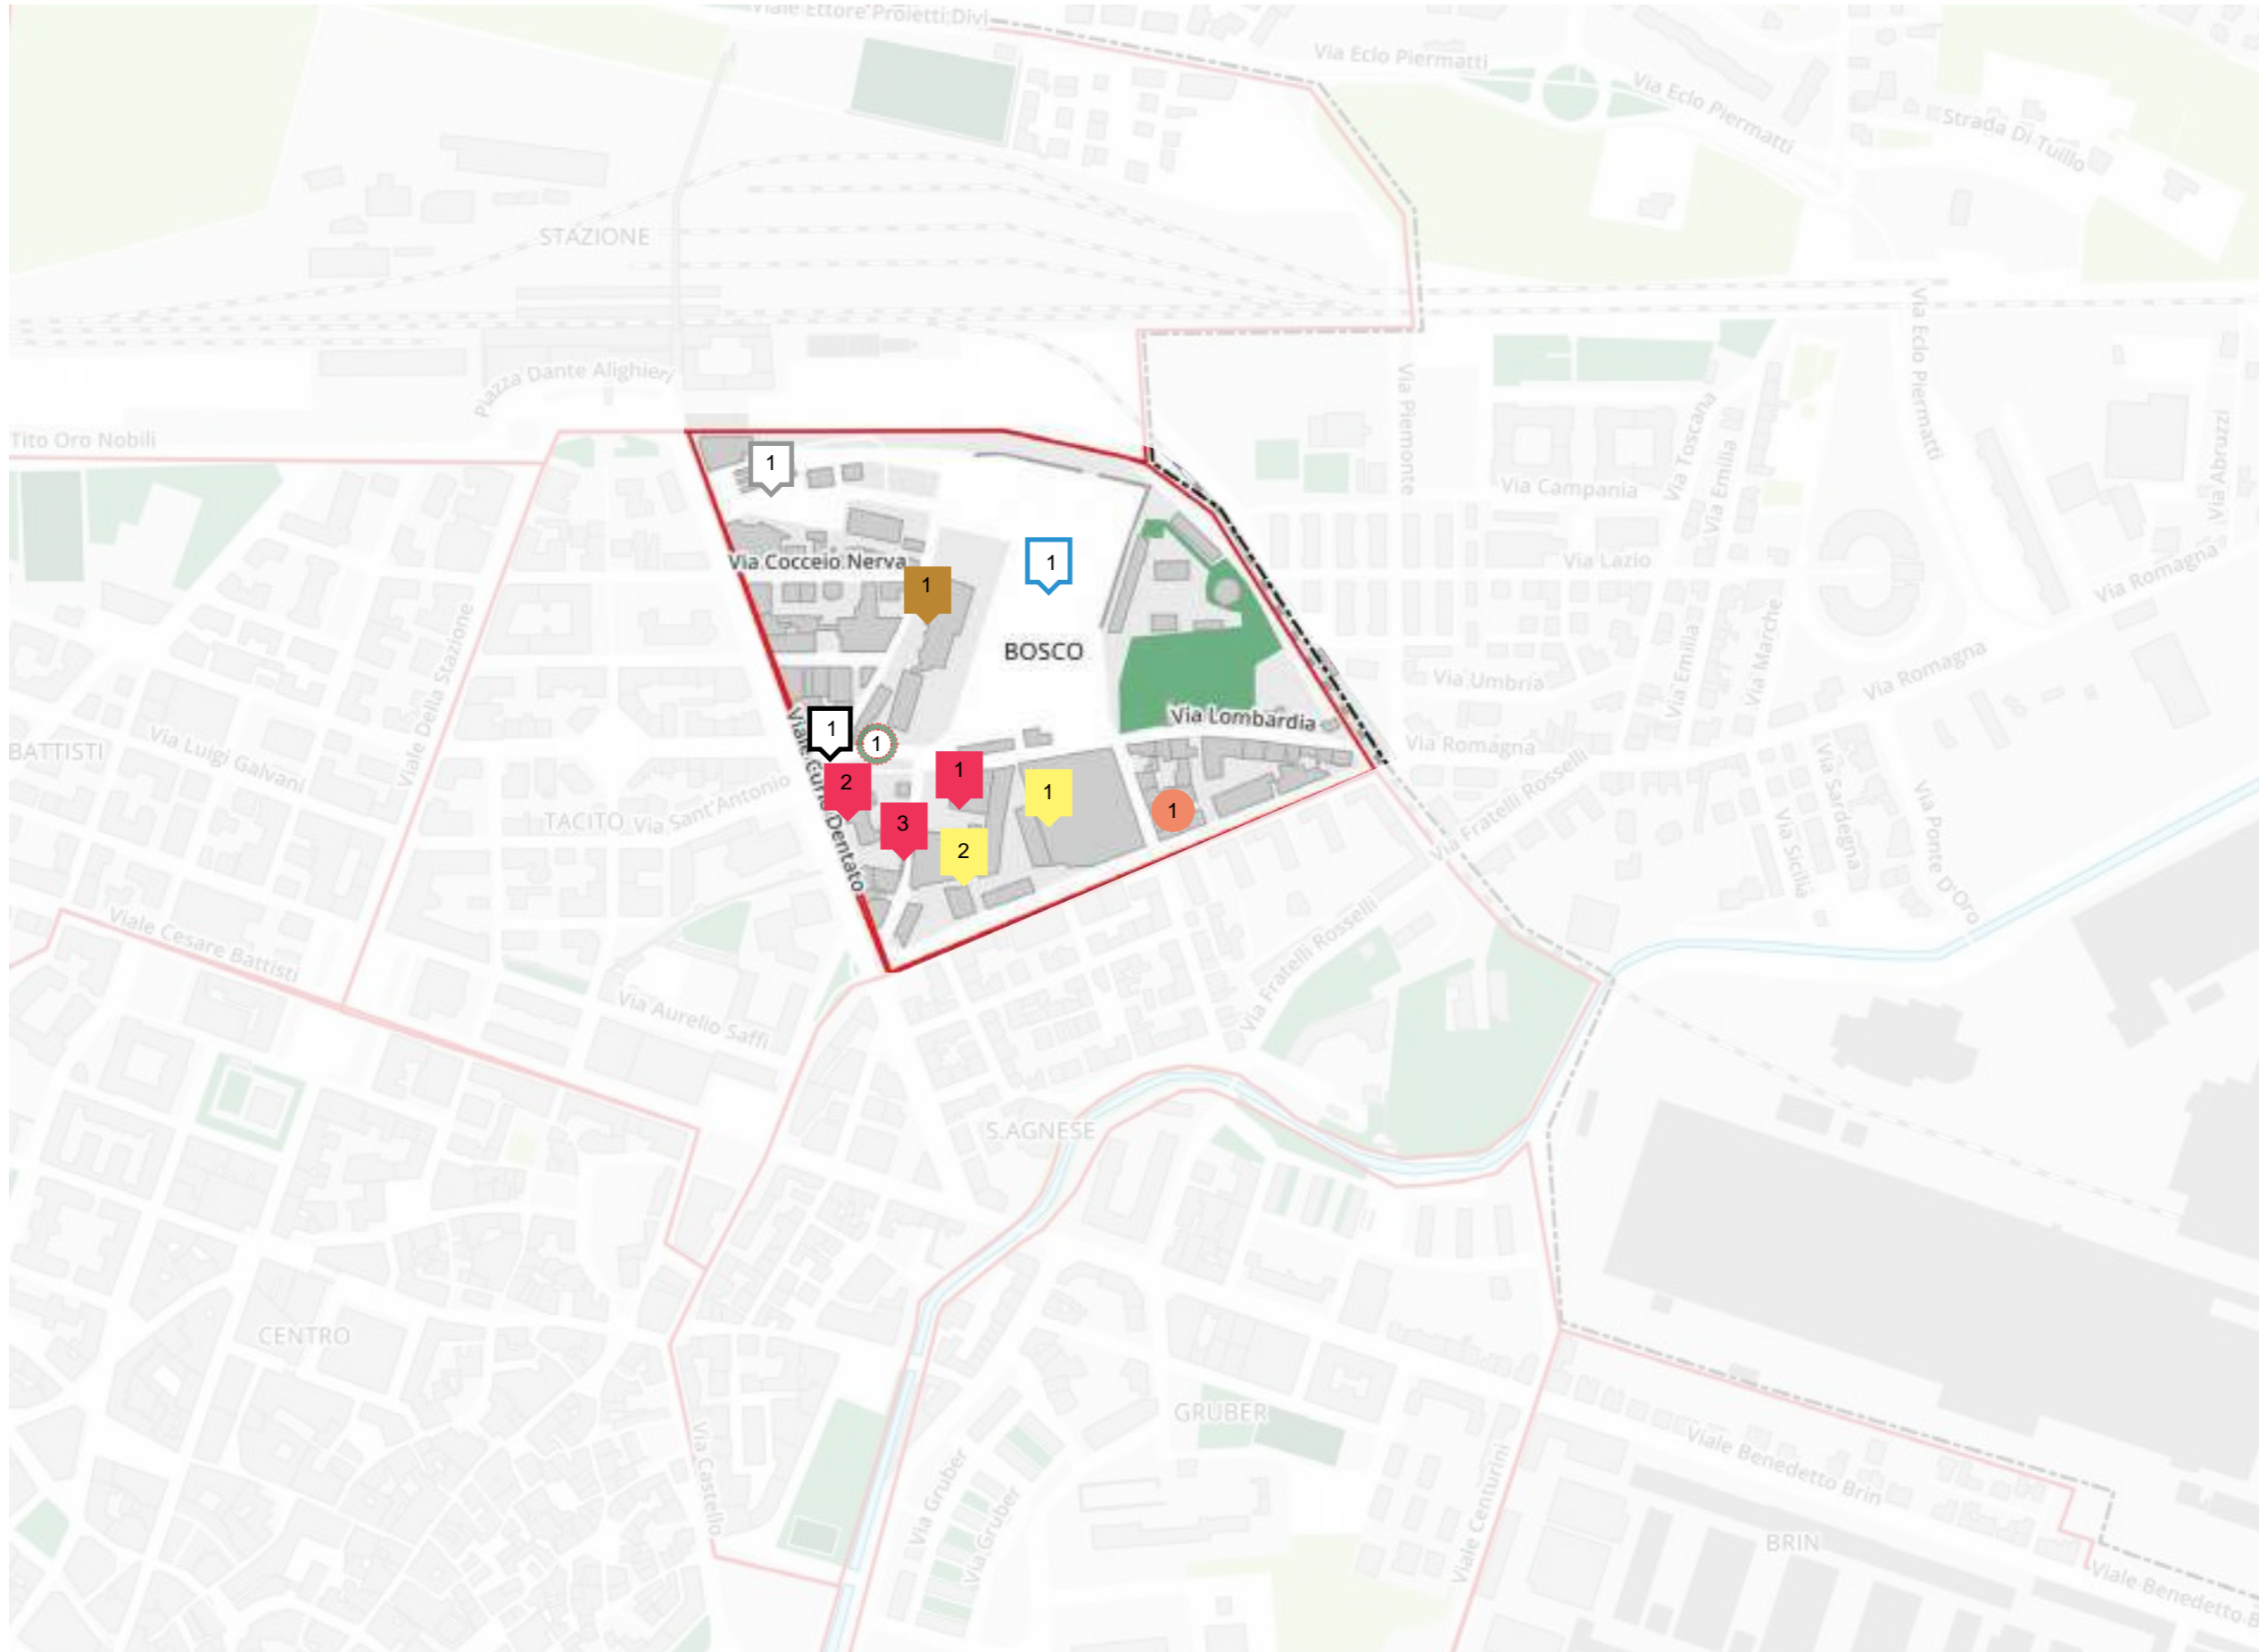 Viale Ettore Proietti Divi
Via Eclo Piermatti
Via Eclo Piermatti
Strada Di Tuillo
STAZIONE
Piazza Dante Alighieri
Via Piemonte
Via Eclo Piermatti
Tito Oro Nobili
1
Via Campania
Via Toscana
Via Emilia
Via Abruzzi
Via Cocceio Nerva
1
1
Via Lazio
Via Romagna
BOSCO
Viale Della Stazione
Via Umbria
Via Emilia
Via Marche
Via Romagna
BATTISTI
Via Luigi Galvani
1
1
Via Lombardia
Via Romagna
Viale Curio Dentato
2
1
1
1
3
2
TACITO
Via Sant'Antonio
Via Fratelli Rosselli
Via Sardegna
Via Sicilia
Via Ponte D'Oro
Viale Cesare Battisti
Via Aurelio Saffi
Via Fratelli Rosselli
S.AGNESE
CENTRO
GRUBER
Via Castello
Via Gruber
Via Gruber
Viale Centurini
Viale Benedetto Brin
BRIN
Viale Benedetto B